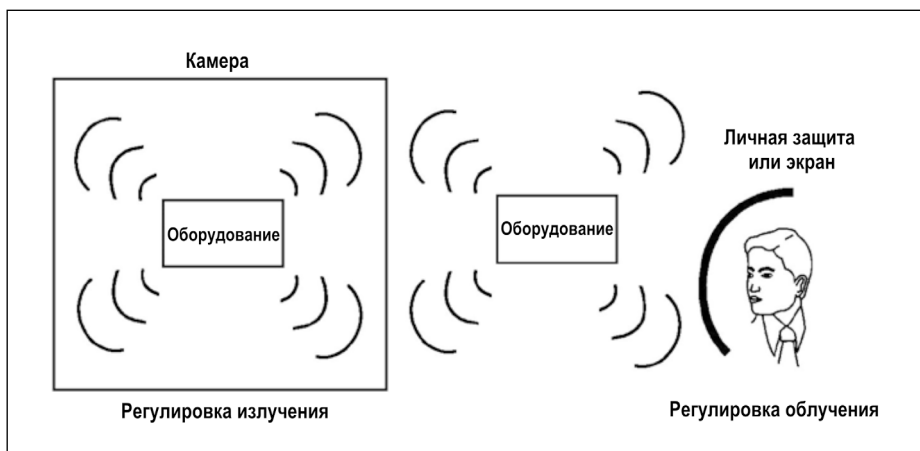 Камера
Личная защита
или экран
Оборудование
Оборудование
Регулировка излучения
Регулировка облучения